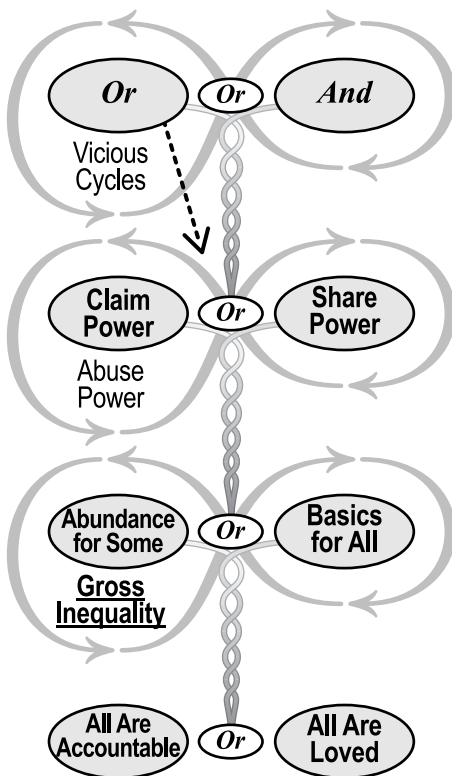 Or Or And
Vicious
Cycles
Claim
Power
Or
Share
Power
Abuse
Power
Abundance
for Some
Or
Basics
for All
Gross
Inequality
All Are
Accountable
Or
All Are
Loved